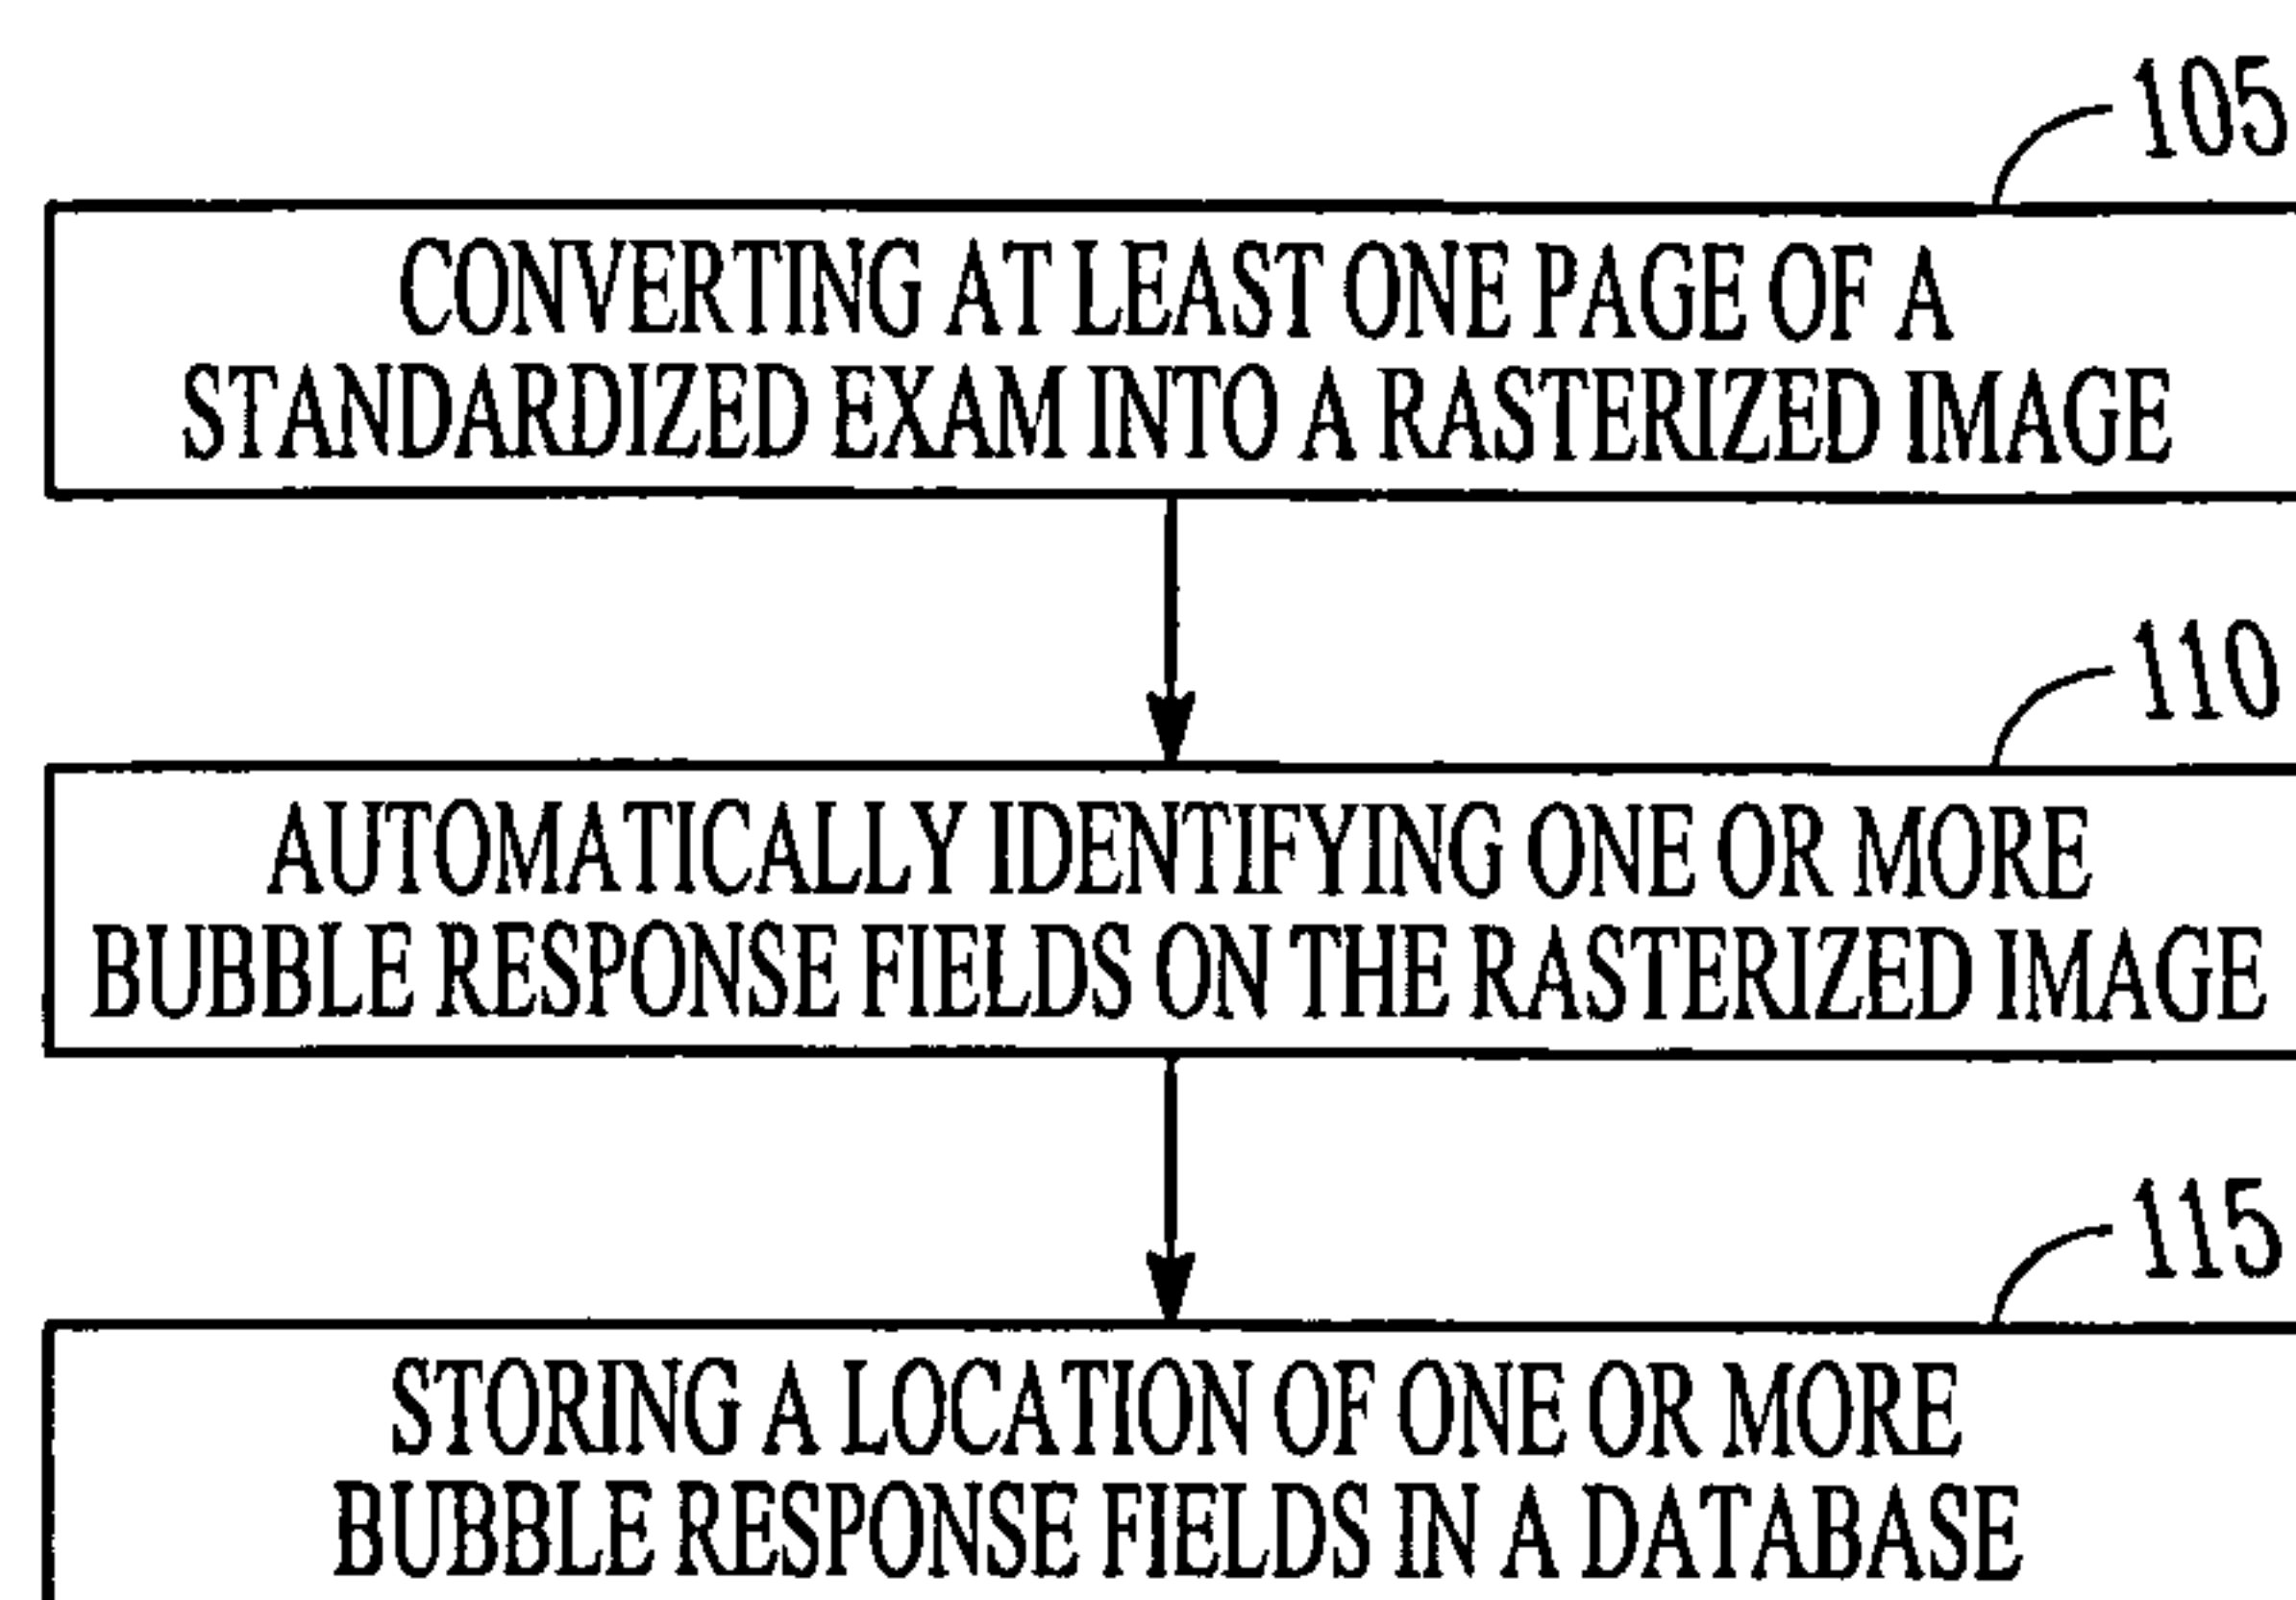 105
CONVERTING AT LEAST ONE PAGE OF A
STANDARDIZED EXAM INTO A RASTERIZED IMAGE
110
AUTOMATICALLY IDENTIFYING ONE OR MORE
BUBBLE RESPONSE FIELDS ON THE RASTERIZED IMAGE
115
STORING A LOCATION OF ONE OR MORE
BUBBLE RESPONSE FIELDS IN A DATABASE